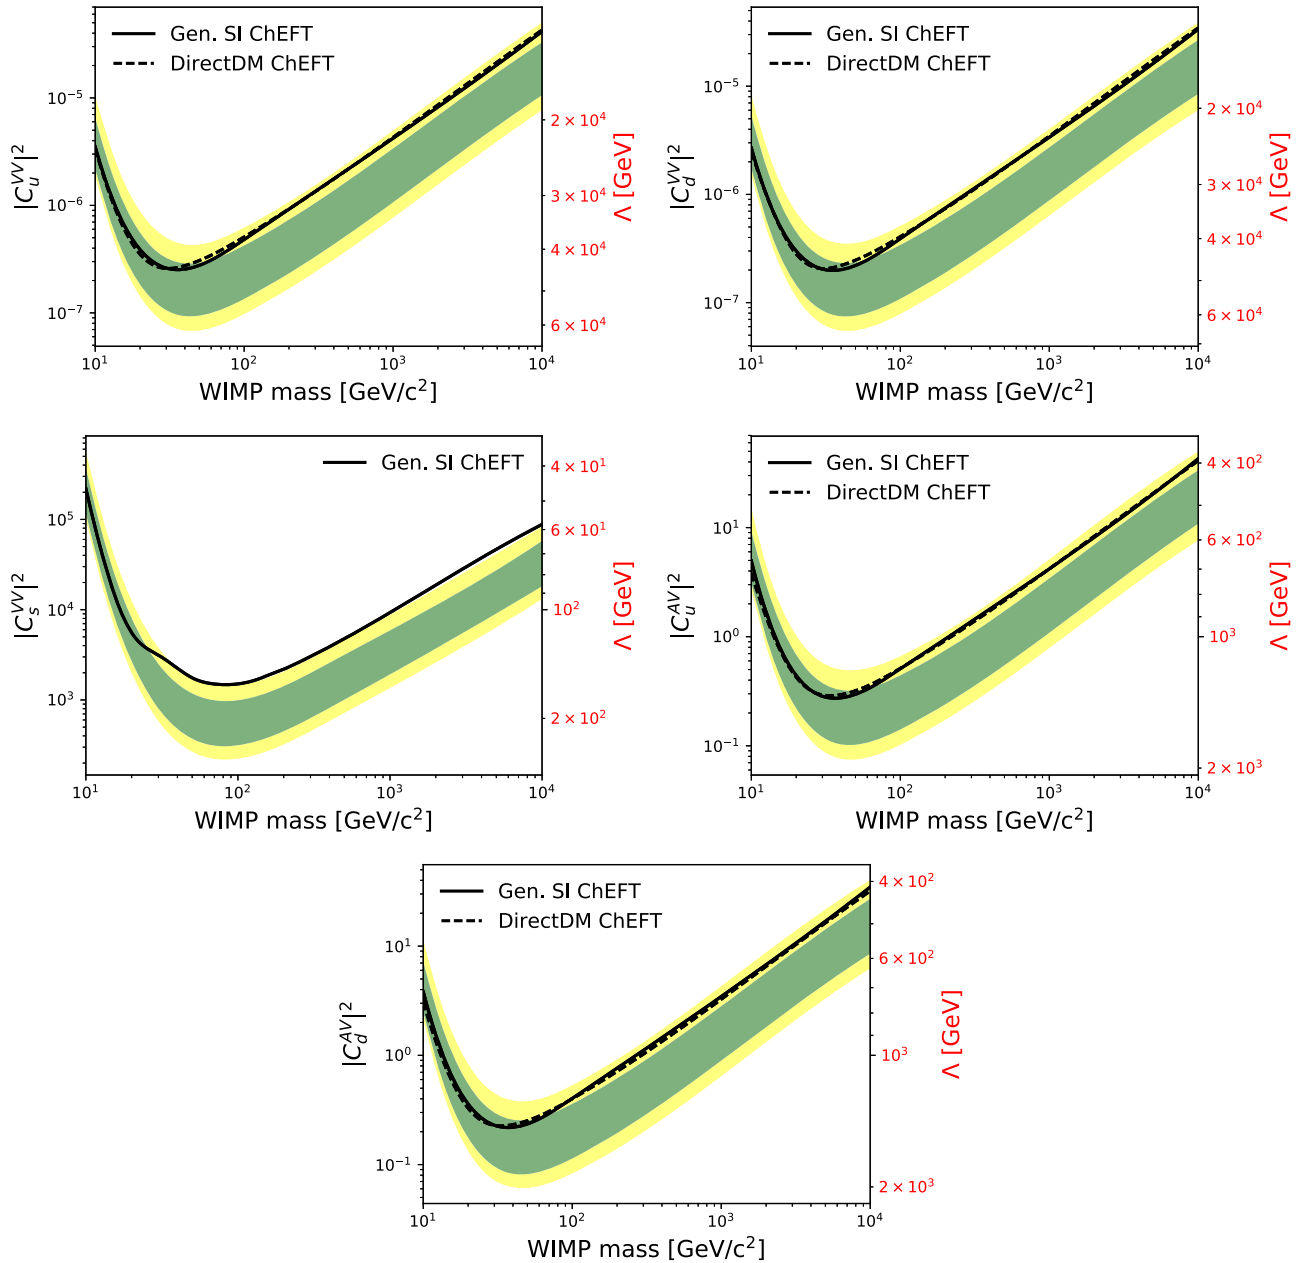 Gen. SI ChEFT
DirectDM ChEFT
|C_u^{VV}|^2
10^{-5}
10^{-6}
10^{-7}
2 × 10^4
3 × 10^4
4 × 10^4
6 × 10^4
Λ [GeV]
10^1 10^2 10^3 10^4
WIMP mass [GeV/c^2]
Gen. SI ChEFT
DirectDM ChEFT
|C_d^{VV}|^2
10^{-5}
10^{-6}
10^{-7}
2 × 10^4
3 × 10^4
4 × 10^4
6 × 10^4
Λ [GeV]
10^1 10^2 10^3 10^4
WIMP mass [GeV/c^2]
Gen. SI ChEFT
|C_s^{VV}|^2
10^5
10^4
10^3
4 × 10^1
6 × 10^1
10^2
2 × 10^2
Λ [GeV]
10^1 10^2 10^3 10^4
WIMP mass [GeV/c^2]
Gen. SI ChEFT
DirectDM ChEFT
|C_u^{AV}|^2
10^1
10^0
10^{-1}
4 × 10^2
6 × 10^2
10^3
2 × 10^3
Λ [GeV]
10^1 10^2 10^3 10^4
WIMP mass [GeV/c^2]
Gen. SI ChEFT
DirectDM ChEFT
|C_d^{AV}|^2
10^1
10^0
10^{-1}
4 × 10^2
6 × 10^2
10^3
2 × 10^3
Λ [GeV]
10^1 10^2 10^3 10^4
WIMP mass [GeV/c^2]